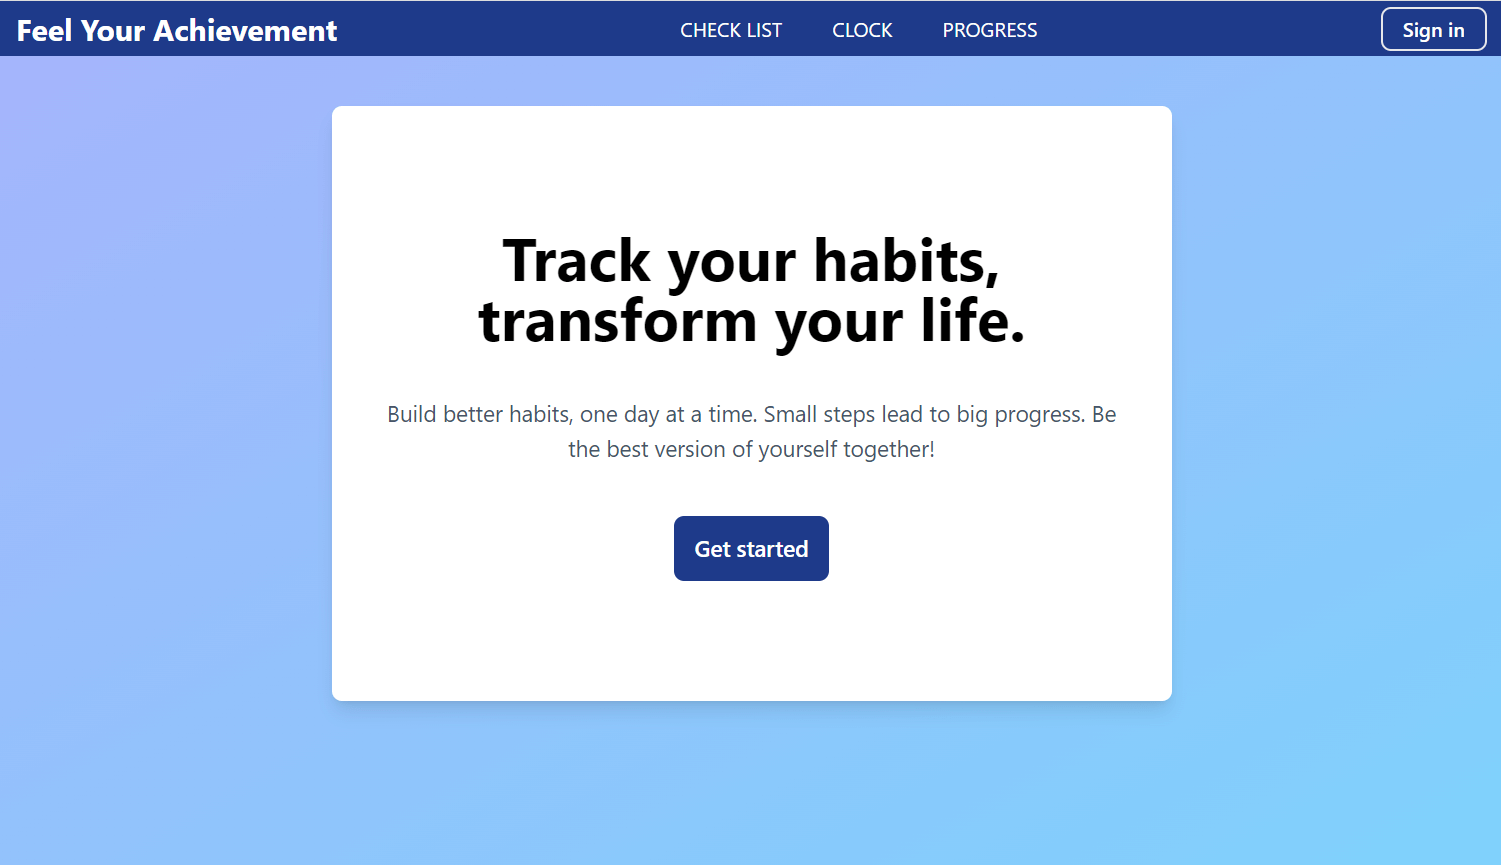 Feel Your Achievement
CHECK LIST
CLOCK
PROGRESS
Sign in
Track your habits,
transform your life.
Build better habits, one day at a time. Small steps lead to big progress. Be
the best version of yourself together!
Get started